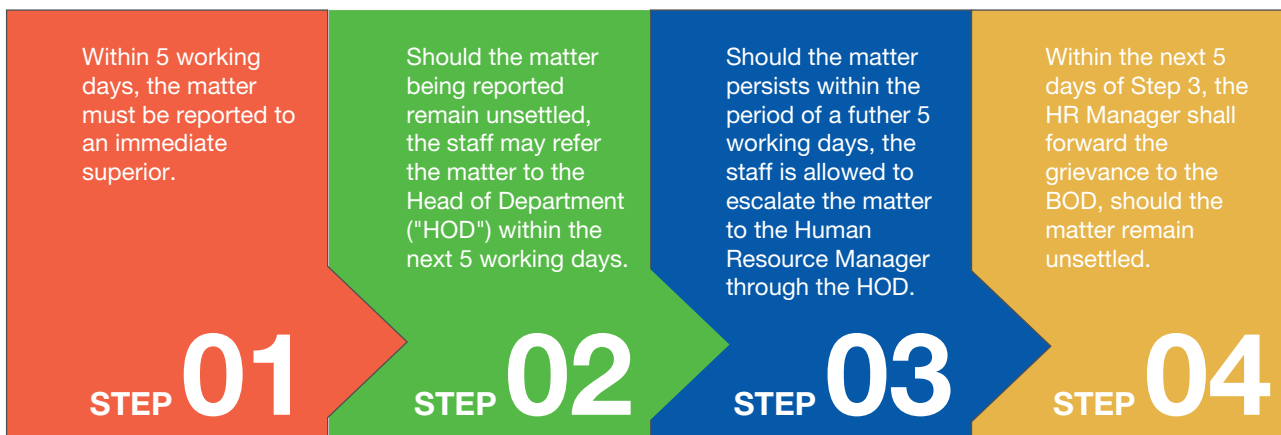 Within 5 working
days, the matter
must be reported to
an immediate
superior.
STEP 01
Should the matter
being reported
remain unsettled,
the staff may refer
the matter to the
Head of Department
("HOD") within the
next 5 working days.
STEP 02
Should the matter
persists within the
period of a futher 5
working days, the
staff is allowed to
escalate the matter
to the Human
Resource Manager
through the HOD.
STEP 03
Within the next 5
days of Step 3, the
HR Manager shall
forward the
grievance to the
BOD, should the
matter remain
unsettled.
STEP 04